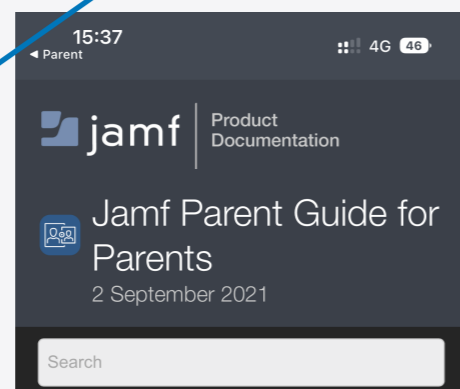 15:37
◀ Parent
4G 46
jamf
Product
Documentation
Jamf Parent Guide for
Parents
2 September 2021
Search